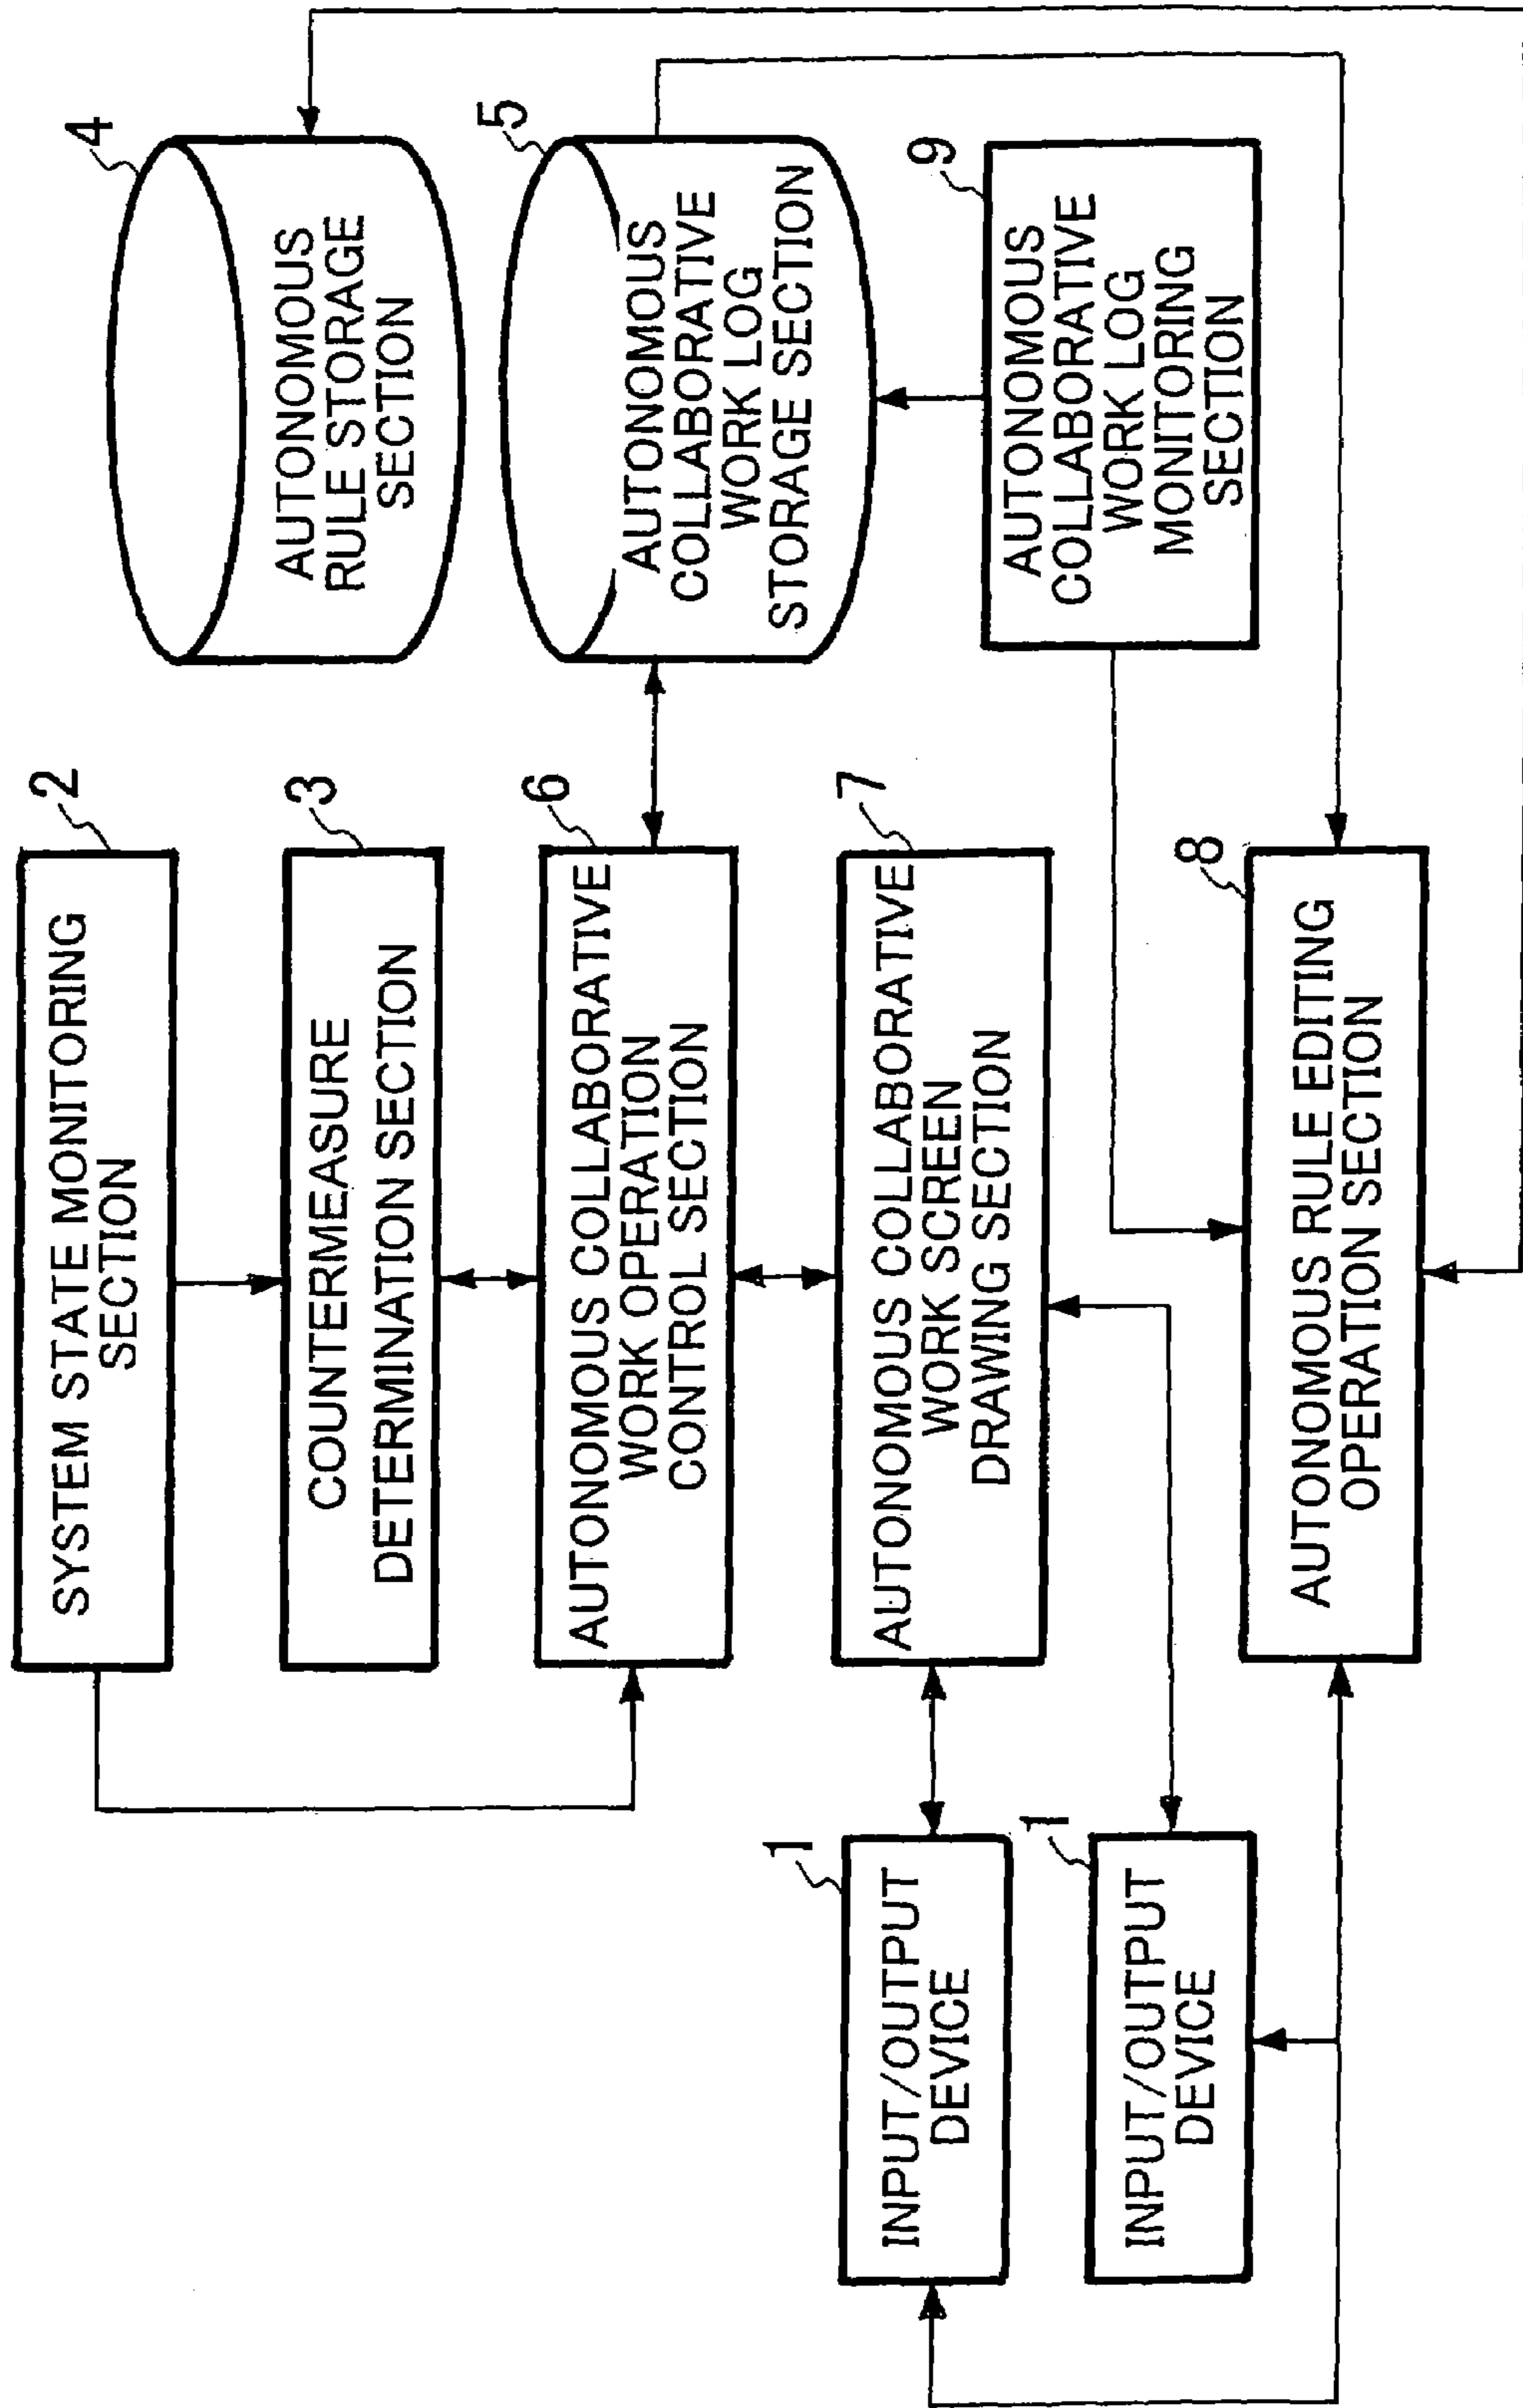 2
SYSTEM STATE MONITORING
SECTION
3
COUNTERMEASURE
DETERMINATION SECTION
4
AUTONOMOUS
RULE STORAGE
SECTION
5
AUTONOMOUS
COLLABORATIVE
WORK LOG
STORAGE SECTION
6
AUTONOMOUS COLLABORATIVE
WORK OPERATION
CONTROL SECTION
1
INPUT/OUTPUT
DEVICE
7
AUTONOMOUS COLLABORATIVE
WORK SCREEN
DRAWING SECTION
9
AUTONOMOUS
COLLABORATIVE
WORK LOG
MONITORING
SECTION
1
INPUT/OUTPUT
DEVICE
8
AUTONOMOUS RULE EDITING
OPERATION SECTION